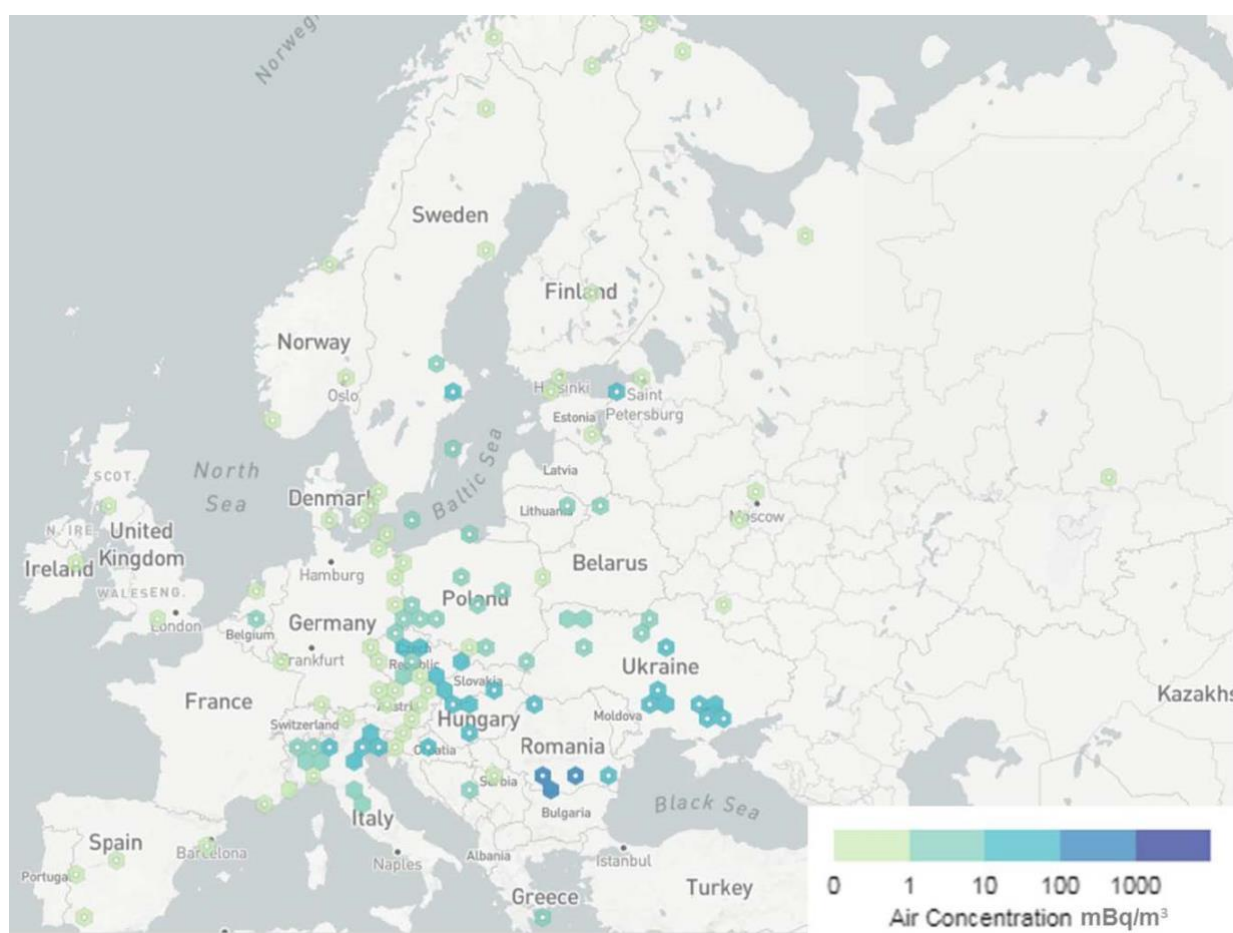 Norweg
Sweden
Finland
Norway
Oslo
Helsinki
Saint
Petersburg
Estonia
Baltic Sea
Latvia
North
Sea
SCOT.
Denmark
Lithuania
Moscow
N. IRE.
United
Kingdom
Ireland
Hamburg
Belarus
WALES
ENG.
London
Poland
Belgium
Germany
Frankfurt
Czech
Republic
Ukraine
Slovakia
France
Austria
Kazakhs
Switzerland
Hungary
Moldova
Croatia
Romania
Serbia
Bulgaria
Black Sea
Italy
Spain
Barcelona
Naples
Albania
Istanbul
Portuga
Greece
Turkey
0 1 10 100 1000
Air Concentration mBq/m³